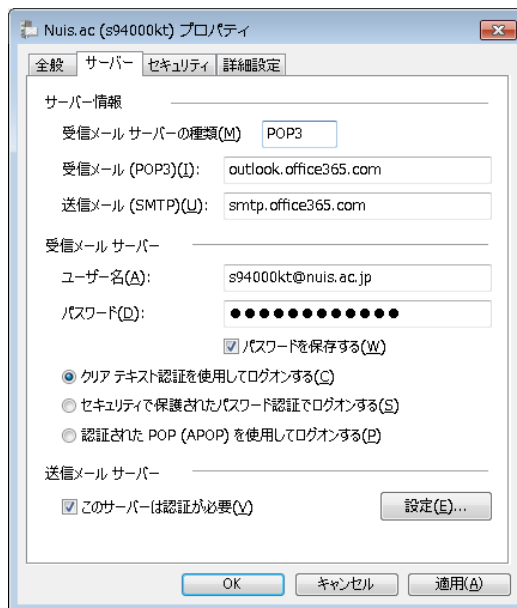 Nuis.ac (s94000kt) プロパティ
全般 サーバー セキュリティ 詳細設定
サーバー情報
受信メール サーバーの種類(M) POP3
受信メール (POP3)(I): outlook.office365.com
送信メール (SMTP)(U): smtp.office365.com
受信メール サーバー
ユーザー名(A): s94000kt@nuis.ac.jp
パスワード(D): ●●●●●●●●●●●●
パスワードを保存する(W)
クリア テキスト認証を使用してログオンする(C)
セキュリティで保護されたパスワード認証でログオンする(S)
認証された POP (APOP) を使用してログオンする(P)
送信メール サーバー
このサーバーは認証が必要(V) 設定(E)...
OK キャンセル 適用(A)